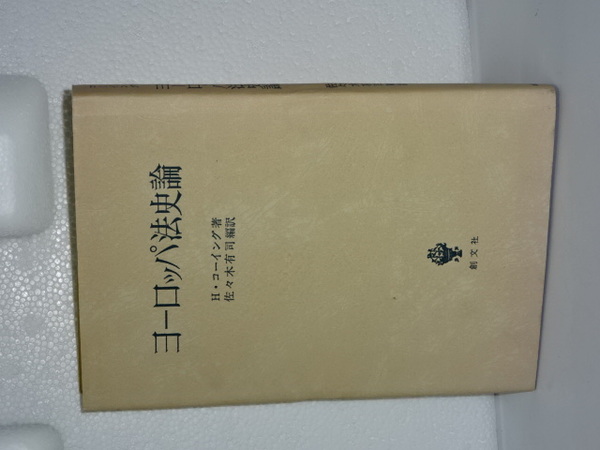 ヨーロッパ法史論
H・コーイング著
佐々木有司編訳
創文社